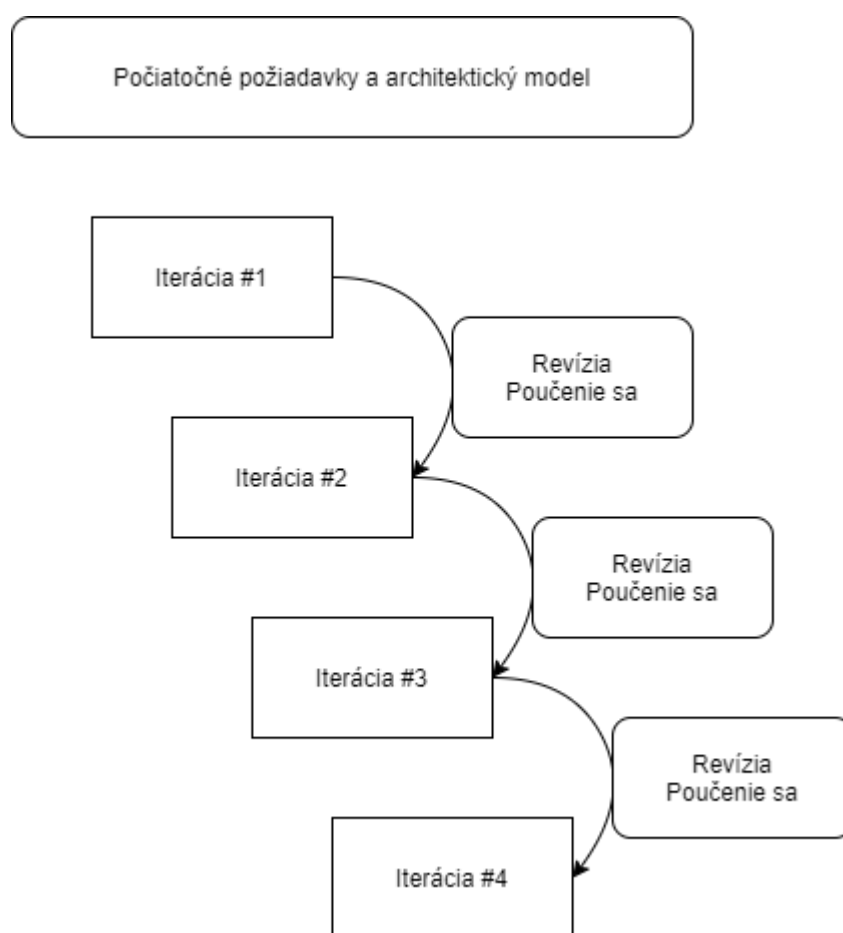 Počiatočné požiadavky a architektický model
Iterácia #1
Revízia
Poučenie sa
Iterácia #2
Revízia
Poučenie sa
Iterácia #3
Revízia
Poučenie sa
Iterácia #4